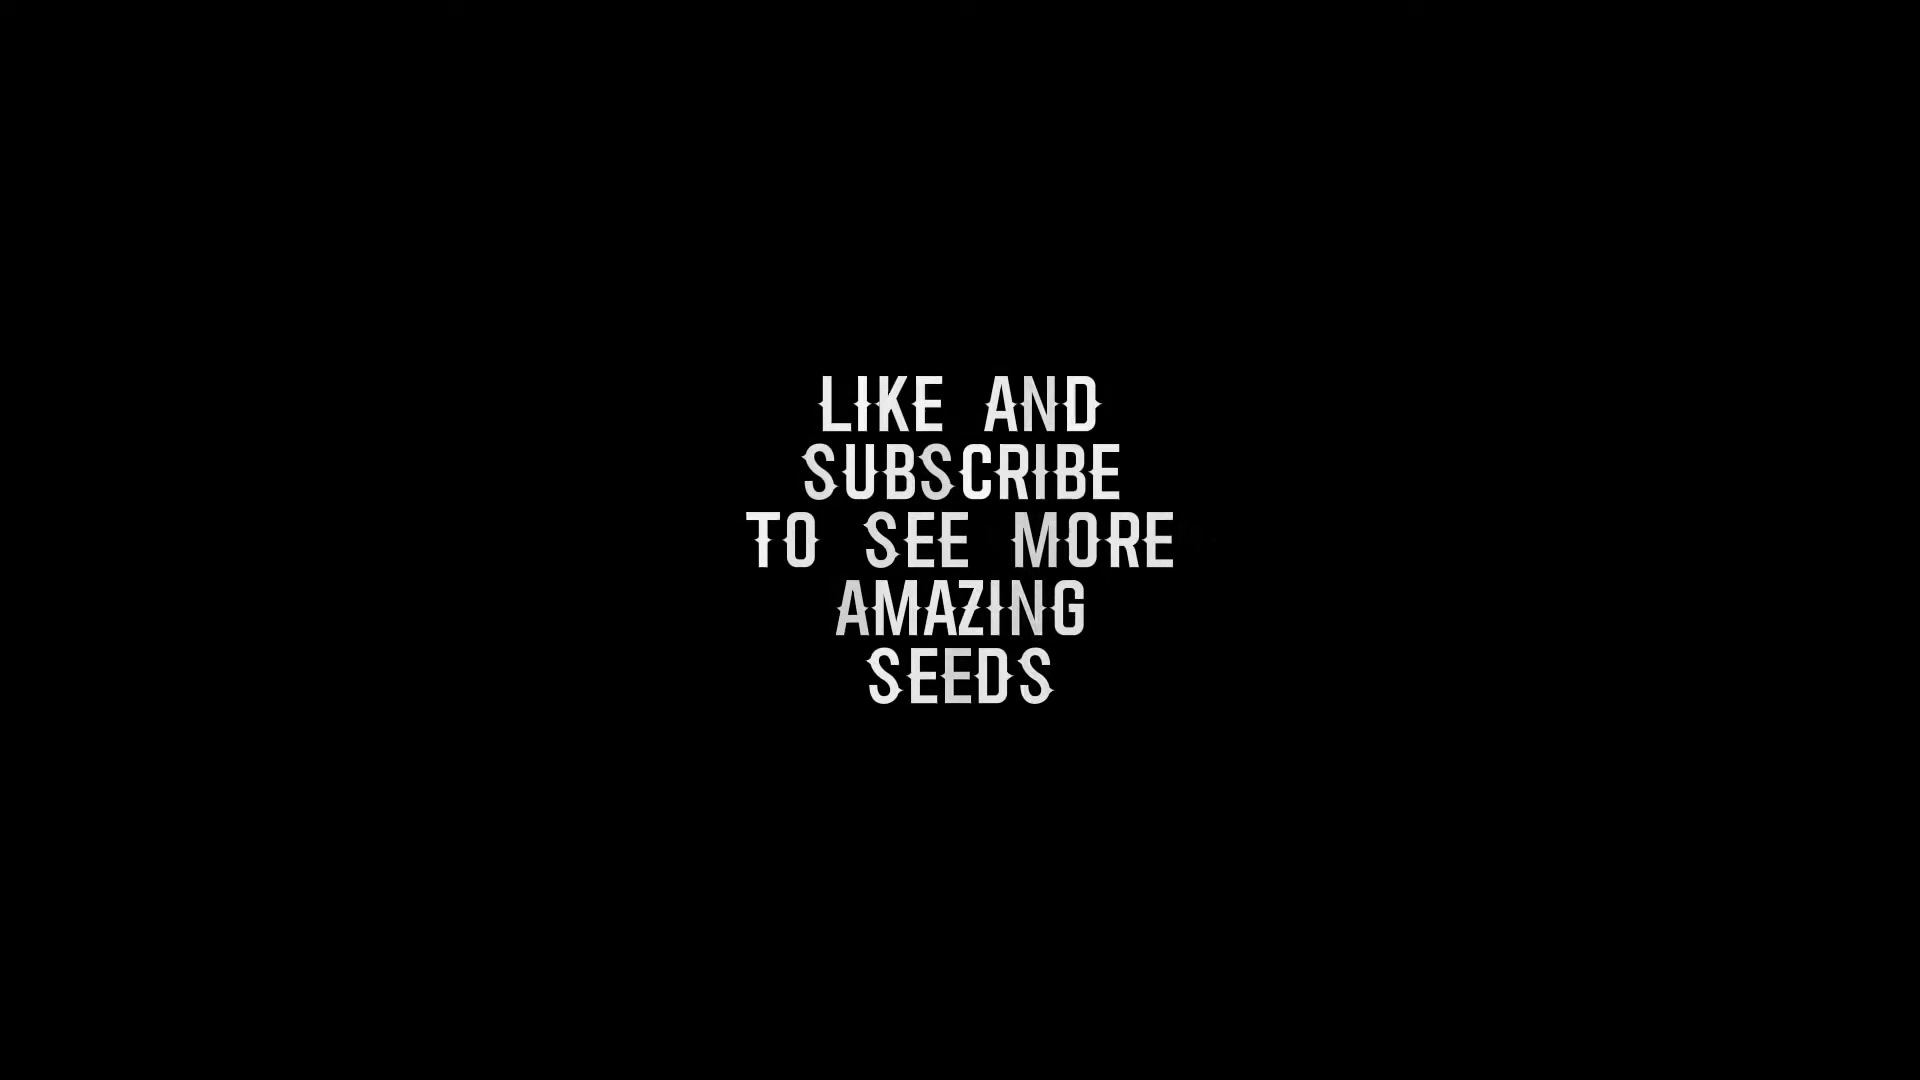 LIKE AND
SUBSCRIBE
TO SEE MORE
AMAZING
SEEDS